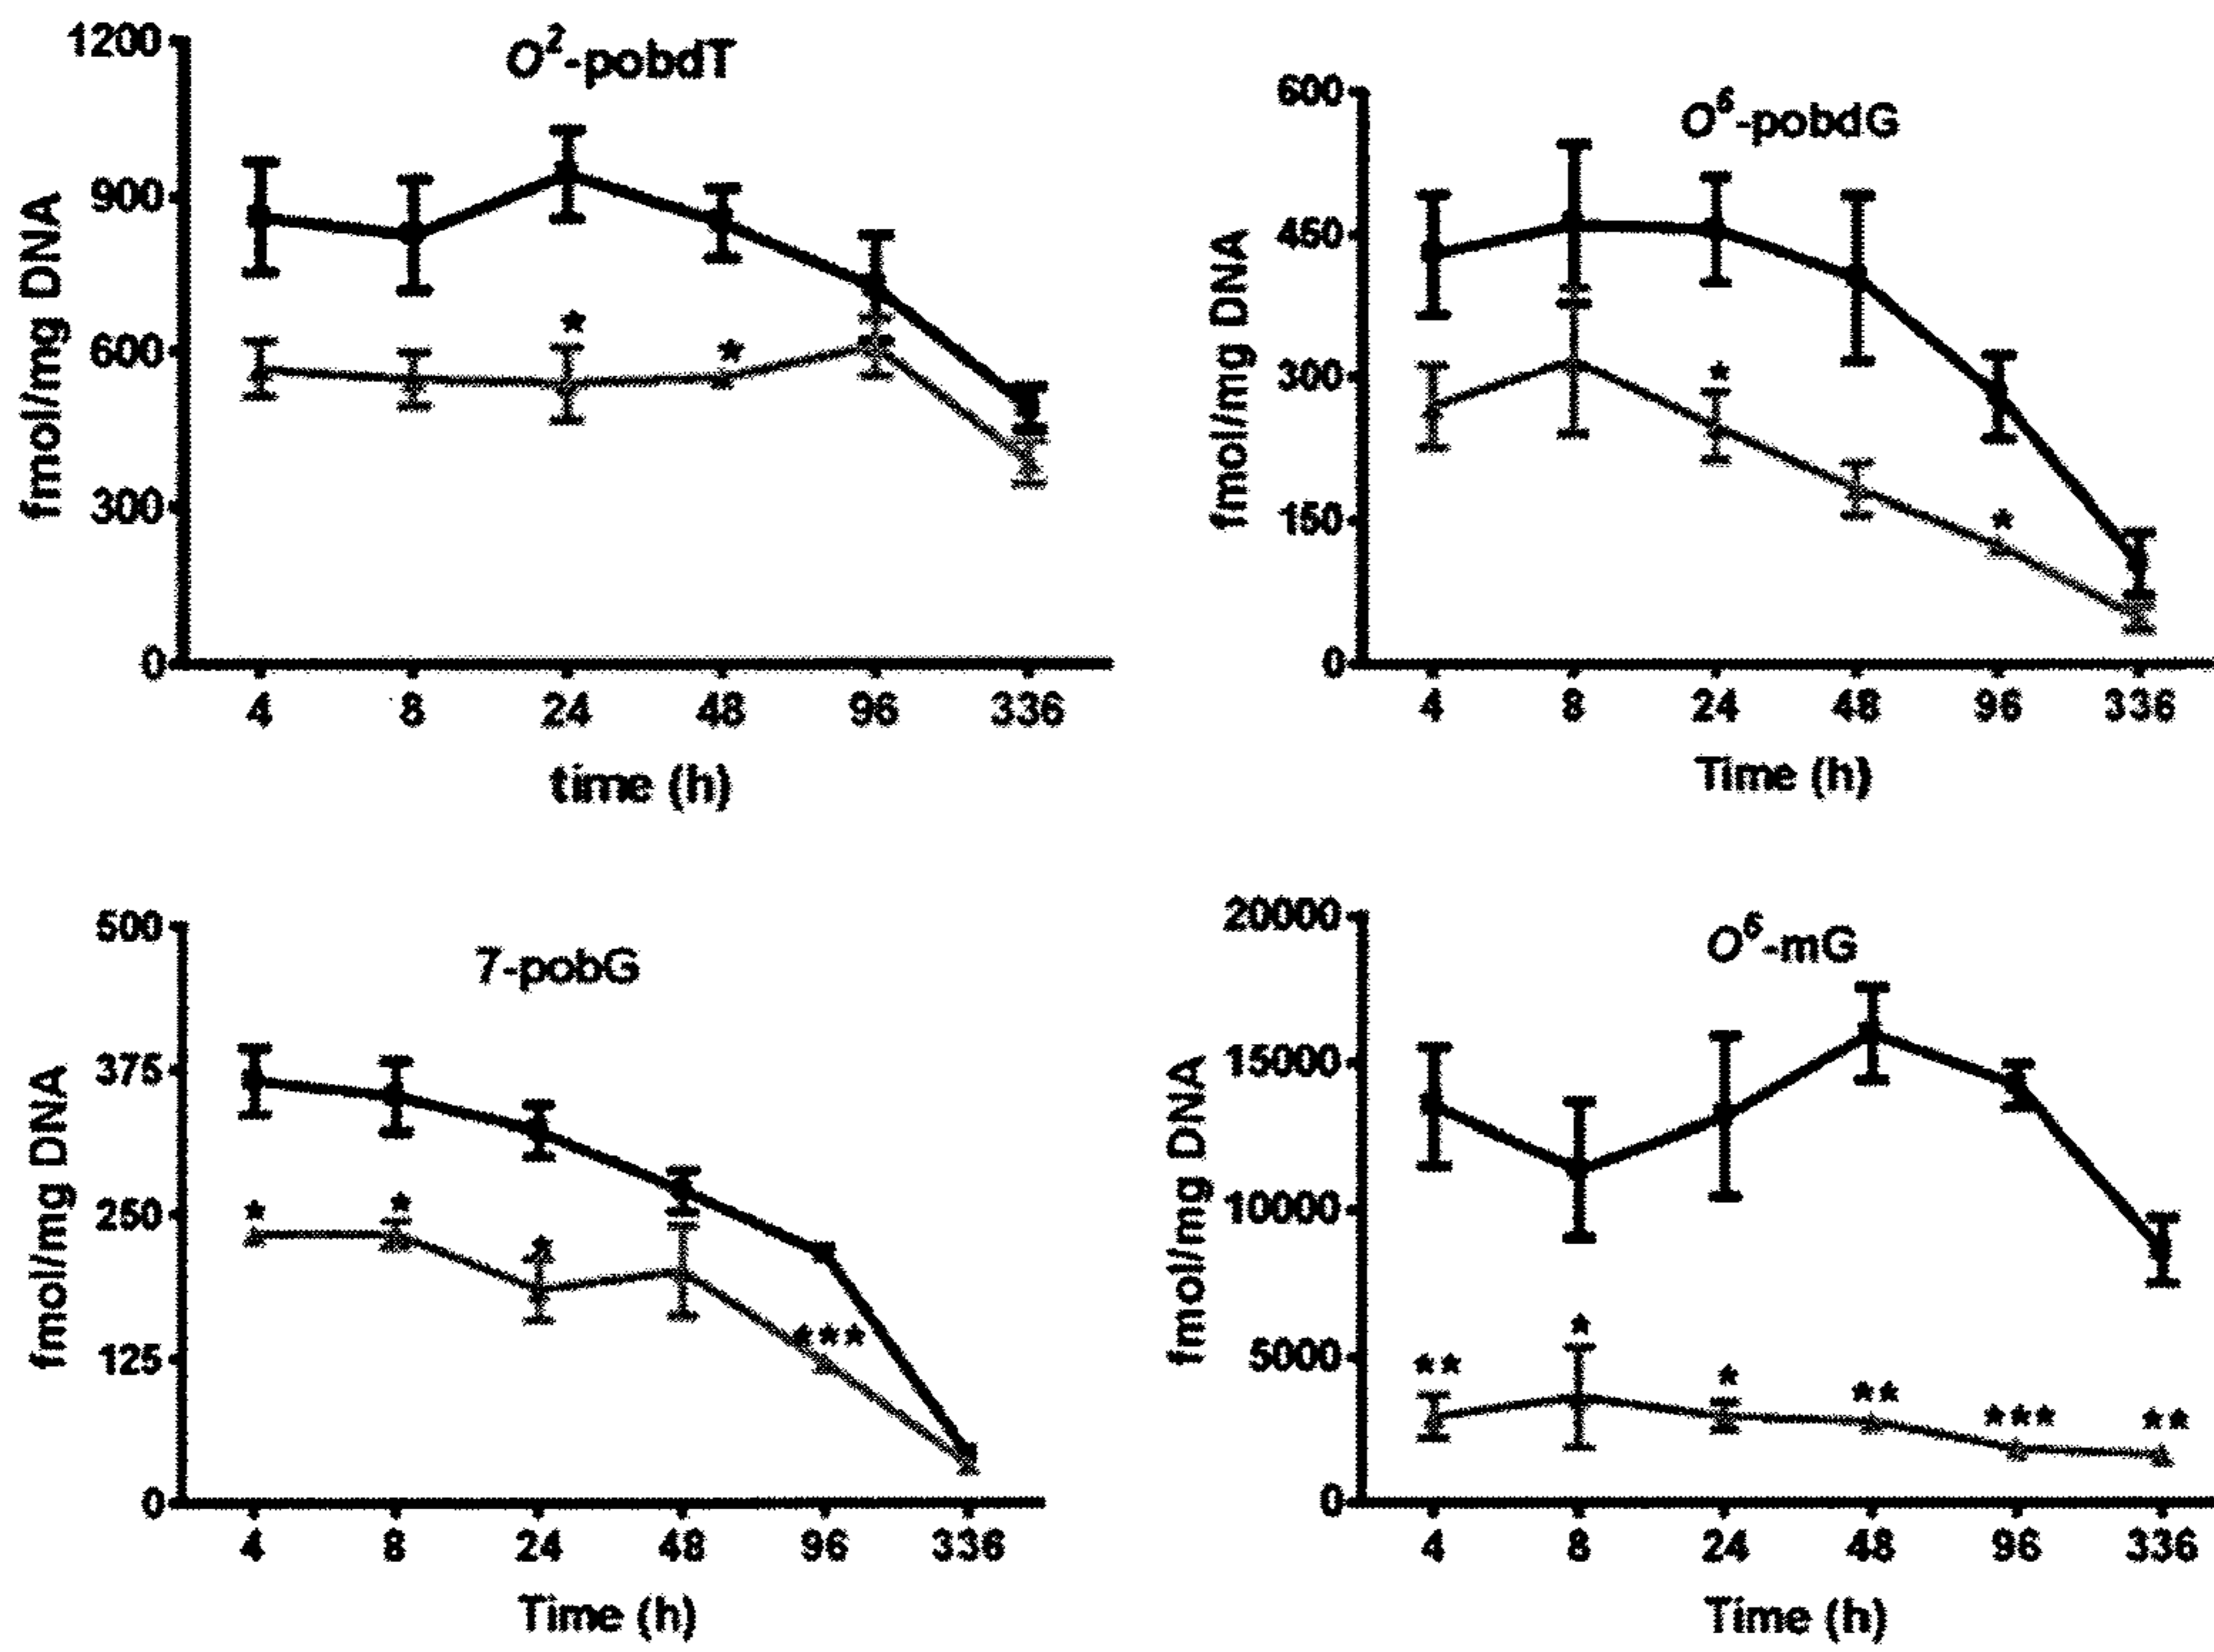 O²-pobdT
1200
900
600
300
0
fmol/mg DNA
4 8 24 48 96 336
time (h)
*
*
O⁶-pobdG
600
450
300
150
0
fmol/mg DNA
4 8 24 48 96 336
Time (h)
*
*
7-pobG
500
375
250
125
0
fmol/mg DNA
4 8 24 48 96 336
Time (h)
* * * ***
O⁶-mG
20000
15000
10000
5000
0
fmol/mg DNA
4 8 24 48 96 336
Time (h)
** * * ** *** **